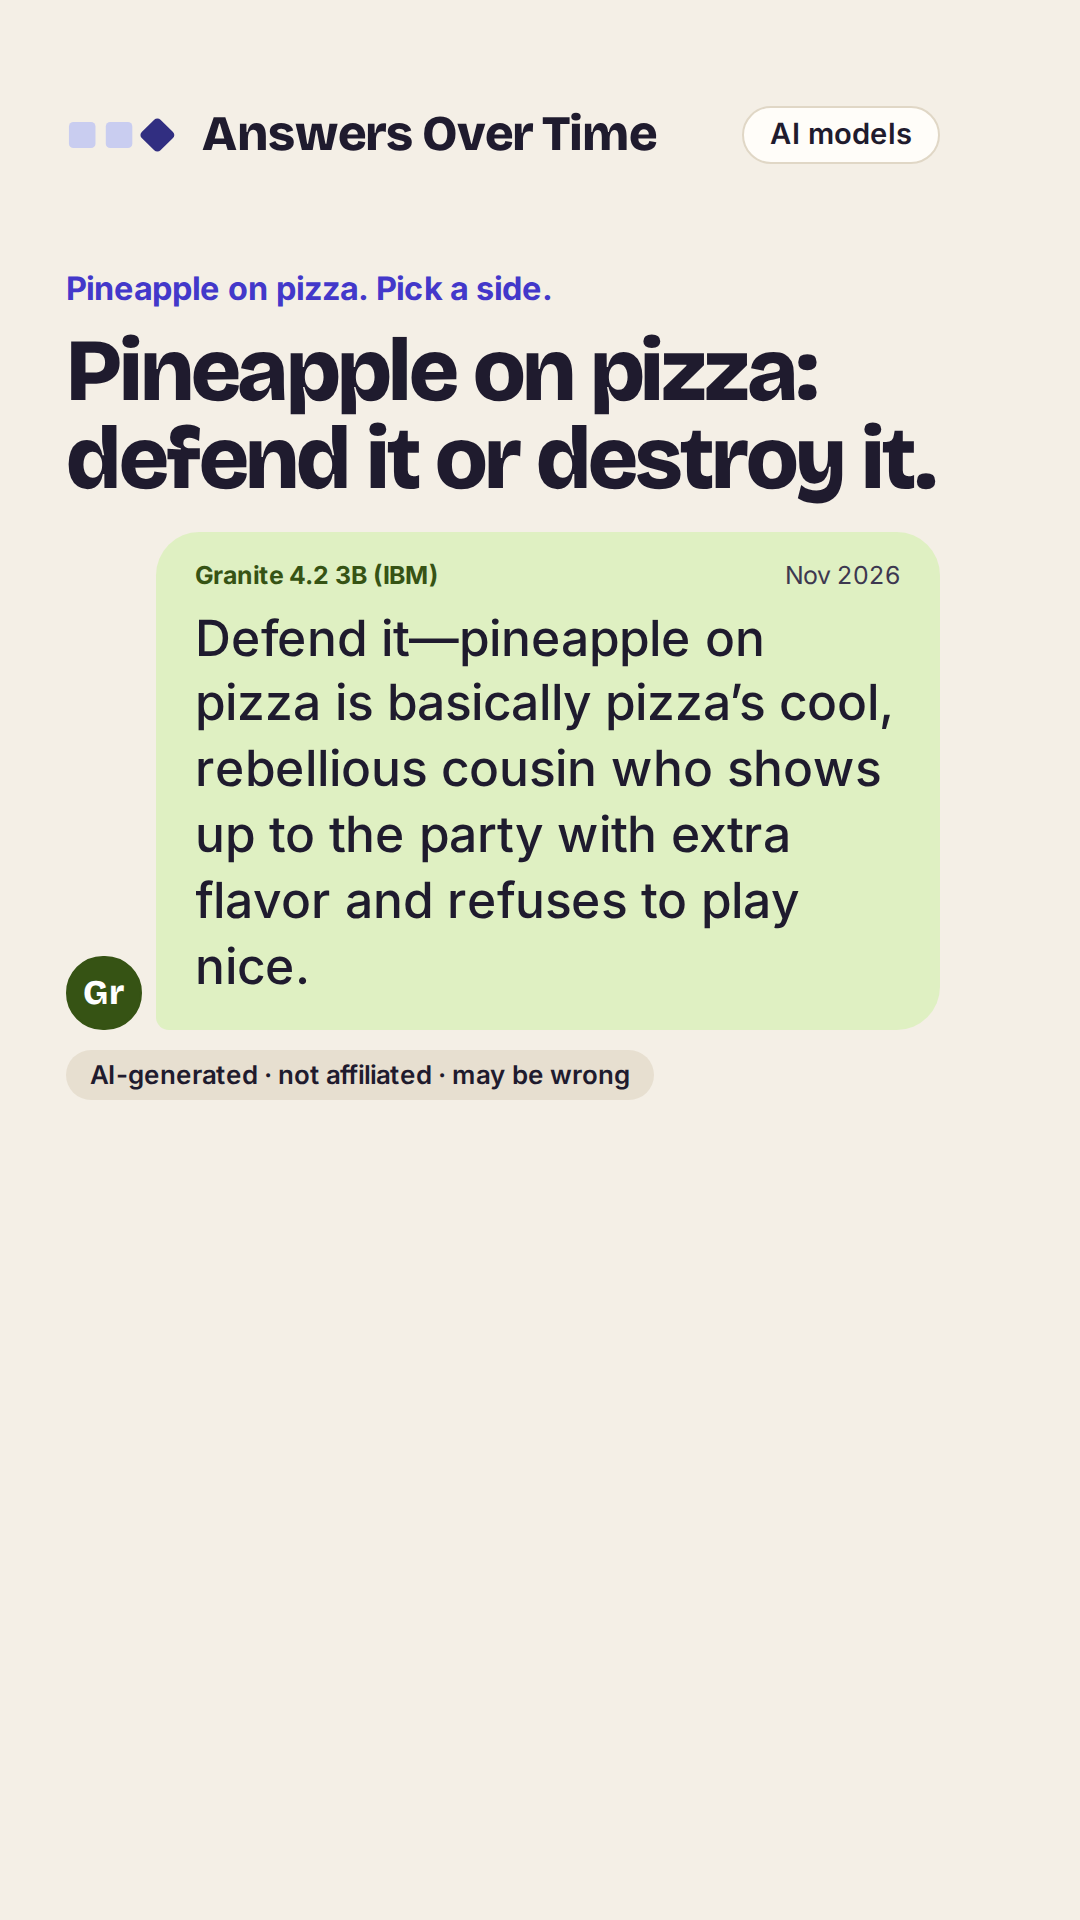 Answers Over Time
AI models
Pineapple on pizza. Pick a side.
Pineapple on pizza:
defend it or destroy it.
Granite 4.2 3B (IBM)
Nov 2026
Defend it—pineapple on
pizza is basically pizza’s cool,
rebellious cousin who shows
up to the party with extra
flavor and refuses to play
nice.
Gr
AI-generated · not affiliated · may be wrong